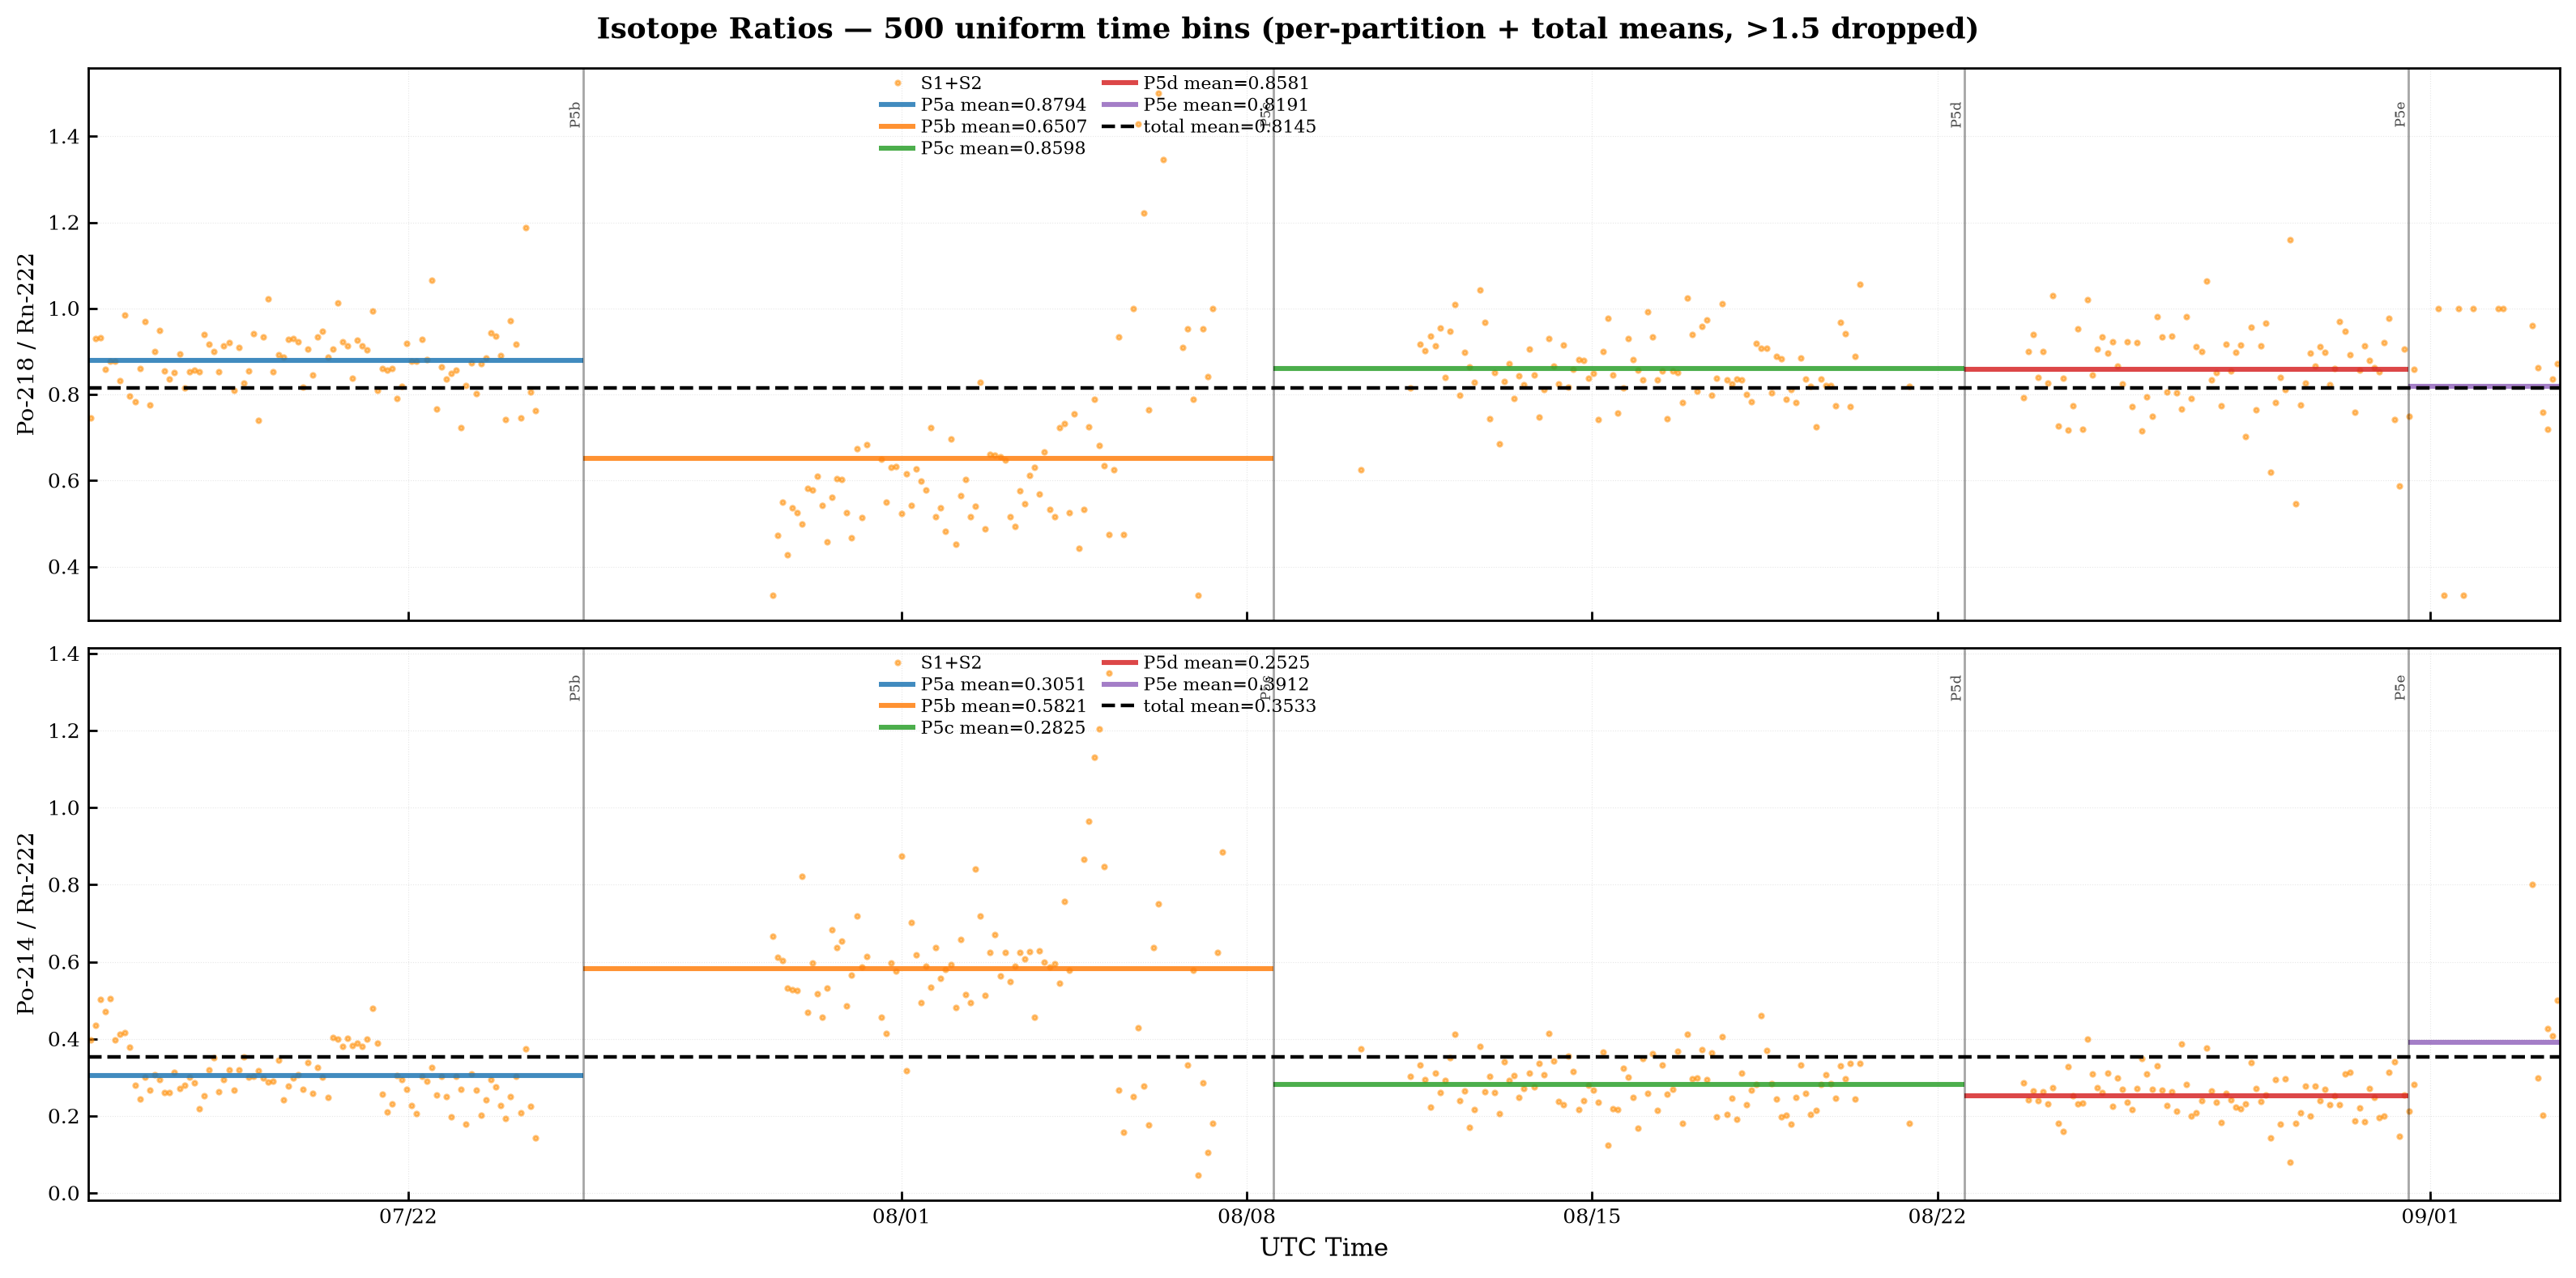 Isotope Ratios — 500 uniform time bins (per-partition + total means, >1.5 dropped)
S1+S2
P5a mean=0.8794
P5b mean=0.6507
P5c mean=0.8598
P5d mean=0.8581
P5e mean=0.8191
total mean=0.8145
P5b
P5c
P5d
P5e
Po-218 / Rn-222
1.4
1.2
1.0
0.8
0.6
0.4
S1+S2
P5a mean=0.3051
P5b mean=0.5821
P5c mean=0.2825
P5d mean=0.2525
P5e mean=0.3912
total mean=0.3533
P5b
P5c
P5d
P5e
Po-214 / Rn-222
1.4
1.2
1.0
0.8
0.6
0.4
0.2
0.0
07/22
08/01
08/08
08/15
08/22
09/01
UTC Time